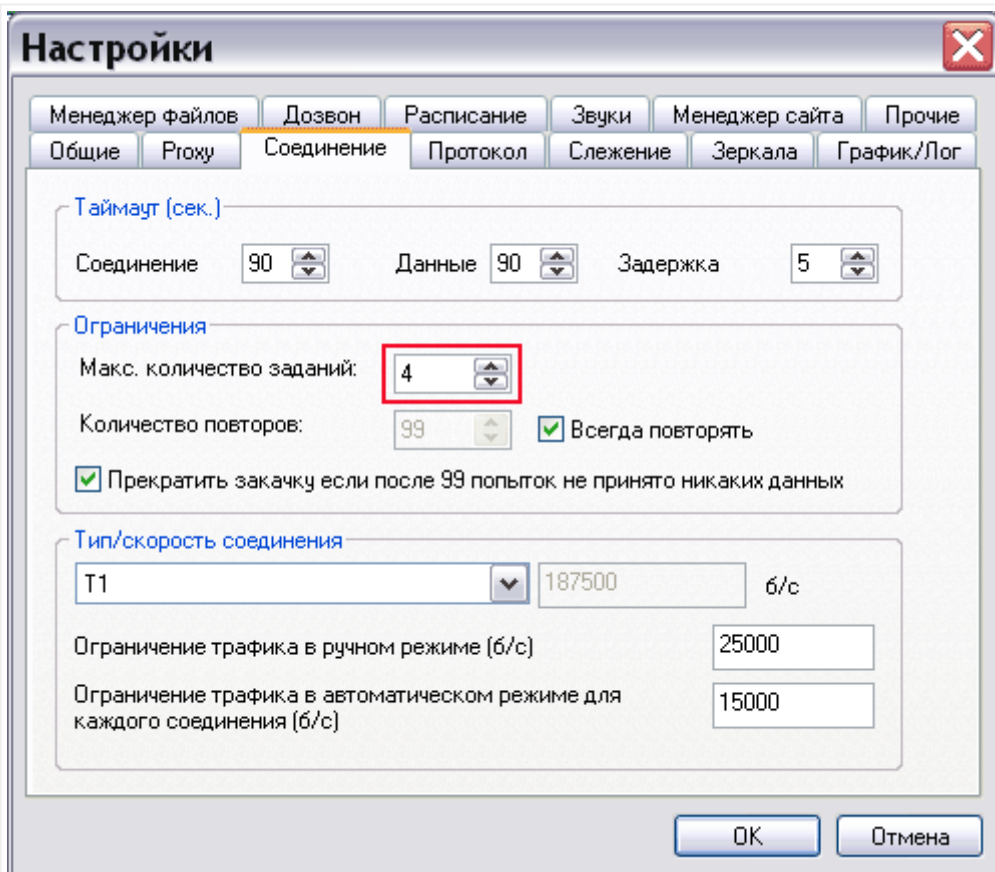 Настройки
Менеджер файлов Дозвон Расписание Звуки Менеджер сайта Прочие
Общие Proxy Соединение Протокол Слежение Зеркала График/Лог
Таймаут (сек.)
Соединение 90 Данные 90 Задержка 5
Ограничения
Макс. количество заданий: 4
Количество повторов: 99 Всегда повторять
Прекратить закачку если после 99 попыток не принято никаких данных
Тип/скорость соединения
T1 187500 б/с
Ограничение трафика в ручном режиме (б/с) 25000
Ограничение трафика в автоматическом режиме для
каждого соединения (б/с) 15000
OK Отмена